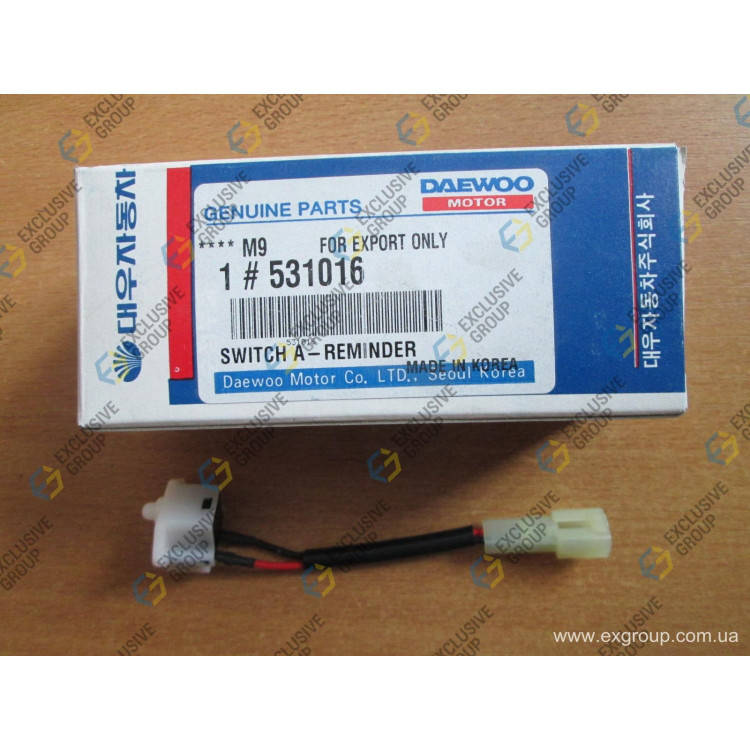 대우자동차
GENUINE PARTS
DAEWOO
MOTOR
**** M9 FOR EXPORT ONLY
1 # 531016
SWITCH A-REMINDER
MADE IN KOREA
Daewoo Motor Co. LTD., Seoul Korea
대우자동차주식회사
EXCLUSIVE GROUP
www.exgroup.com.ua